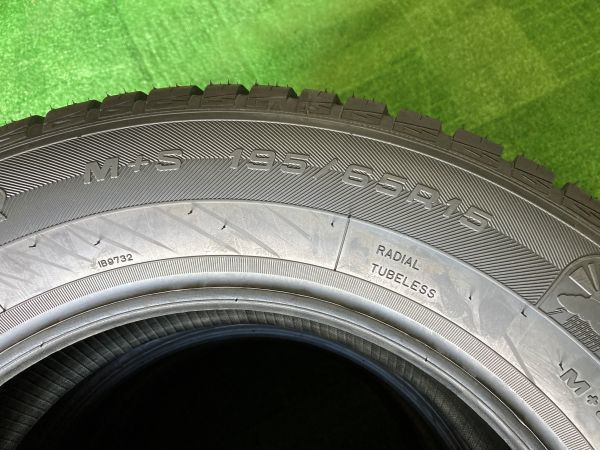 M+S 195/65R15
IB9732
RADIAL
TUBELESS
M+S